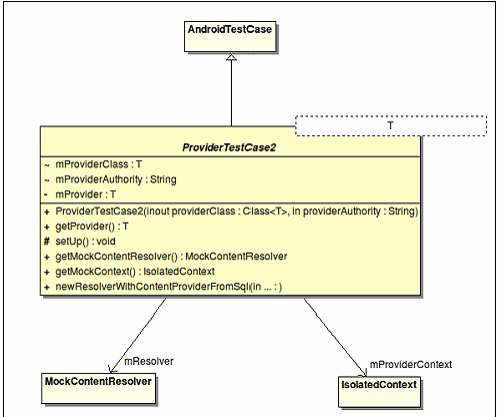 AndroidTestCase
T
ProviderTestCase2
~ mProviderClass : T
~ mProviderAuthority : String
- mProvider : T
+ ProviderTestCase2(inout providerClass : Class<T>, in providerAuthority : String)
+ getProvider() : T
# setUp() : void
+ getMockContentResolver() : MockContentResolver
+ getMockContext() : IsolatedContext
+ newResolverWithContentProviderFromSql(in ... : )
mResolver
mProviderContext
MockContentResolver
IsolatedContext